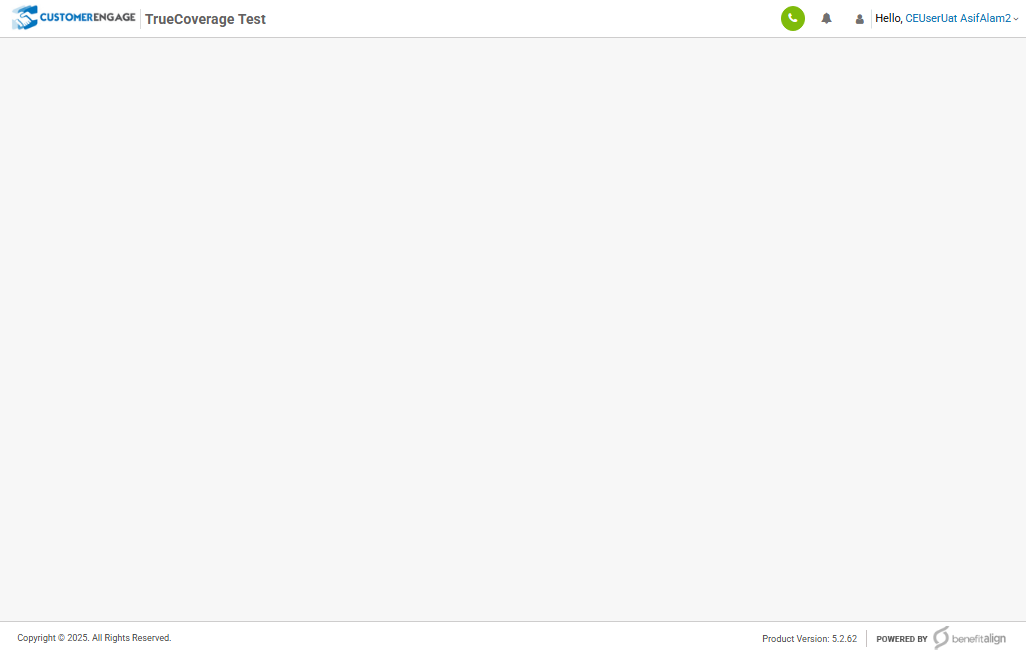 CUSTOMERENGAGE TrueCoverage Test Hello, CEUserUat AsifAlam2
Copyright © 2025. All Rights Reserved. Product Version: 5.2.62 POWERED BY benefitalign